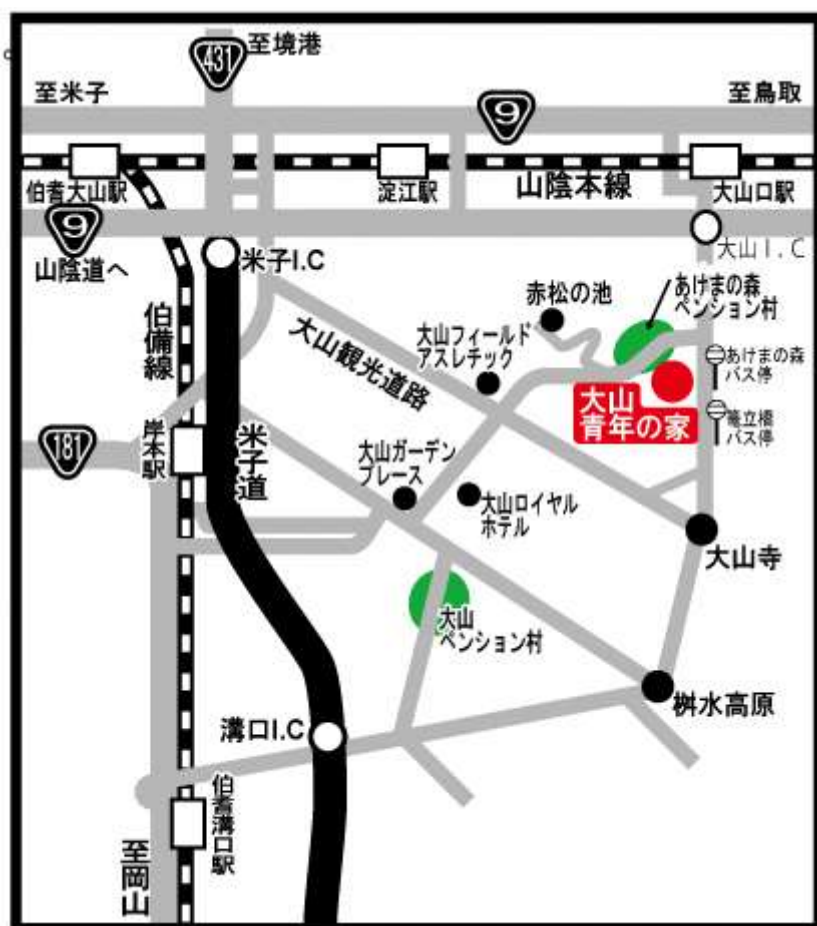 431
至境港
至米子
9
至鳥取
伯耆大山駅
淀江駅
山陰本線
大山口駅
9
山陰道へ
米子I.C
大山I.C
伯備線
大山観光道路
赤松の池
あけまの森
ペンション村
大山フィールド
アスレチック
あけまの森
バス停
大山
青年の家
篭立橋
バス停
181
岸本駅
米子道
大山ガーデン
プレース
大山ロイヤル
ホテル
大山寺
大山
ペンション村
桝水高原
溝口I.C
伯耆溝口駅
至岡山